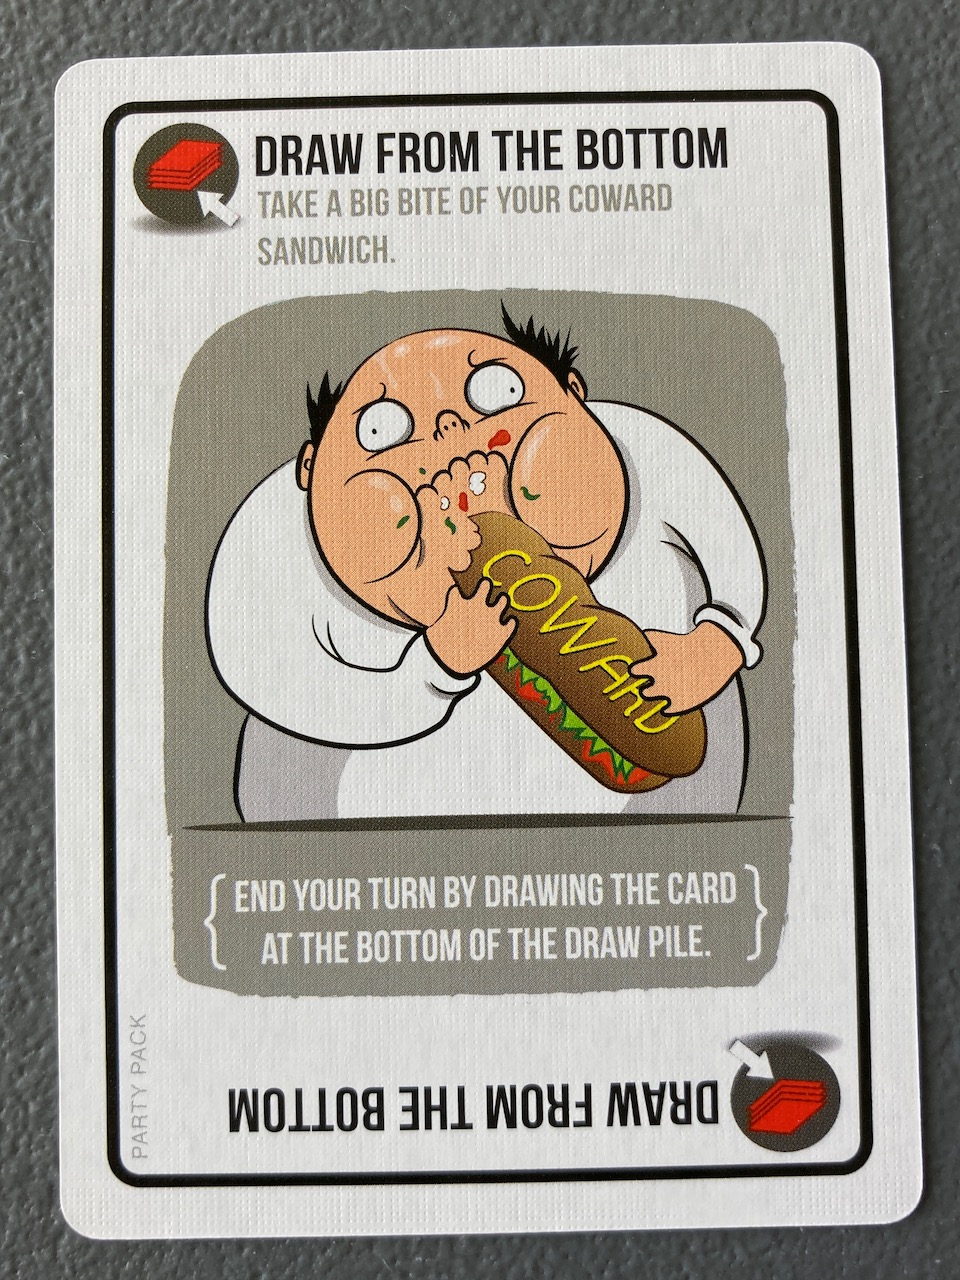 DRAW FROM THE BOTTOM
TAKE A BIG BITE OF YOUR COWARD
SANDWICH.
COWARD
{END YOUR TURN BY DRAWING THE CARD
AT THE BOTTOM OF THE DRAW PILE.}
PARTY PACK
DRAW FROM THE BOTTOM